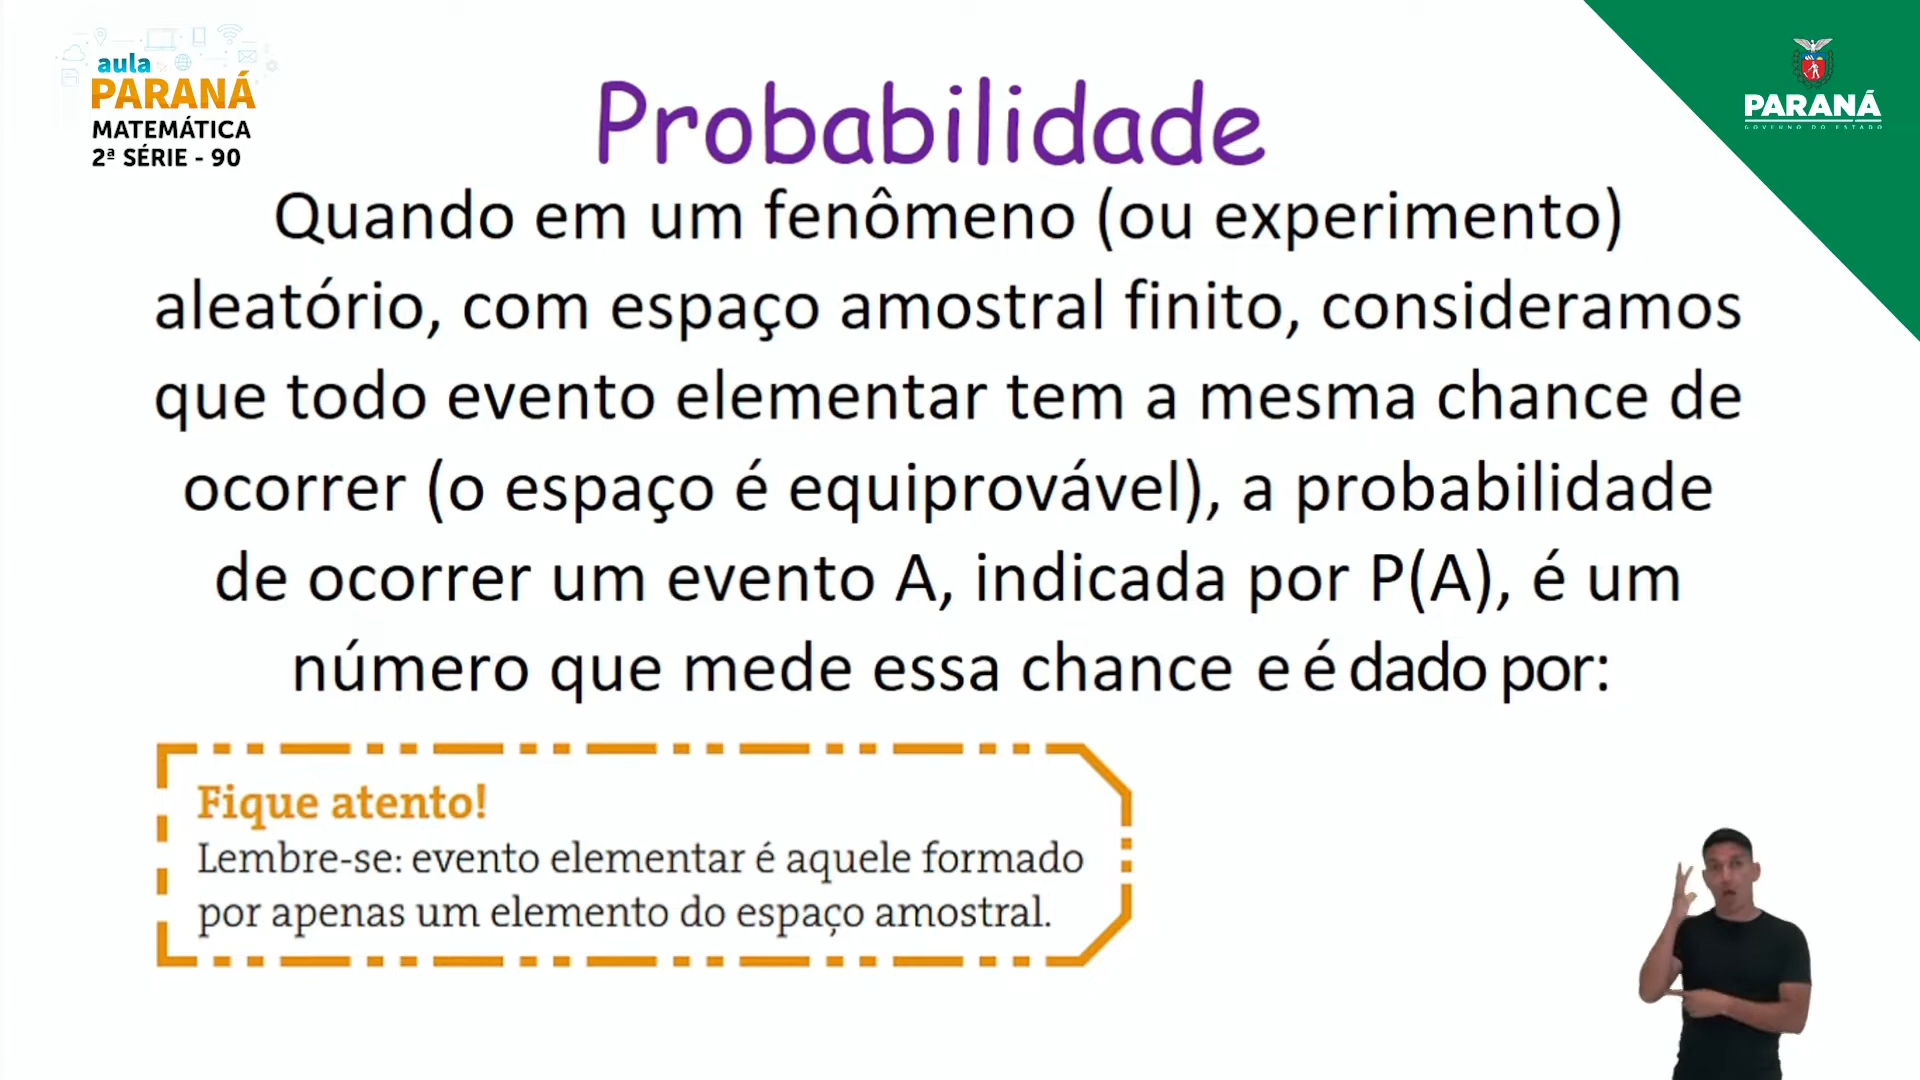 aula
PARANÁ
MATEMÁTICA
2ª SÉRIE - 90
PARANÁ
GOVERNO DO ESTADO
Probabilidade
Quando em um fenômeno (ou experimento)
aleatório, com espaço amostral finito, consideramos
que todo evento elementar tem a mesma chance de
ocorrer (o espaço é equiprovável), a probabilidade
de ocorrer um evento A, indicada por P(A), é um
número que mede essa chance e é dado por:
Fique atento!
Lembre-se: evento elementar é aquele formado
por apenas um elemento do espaço amostral.